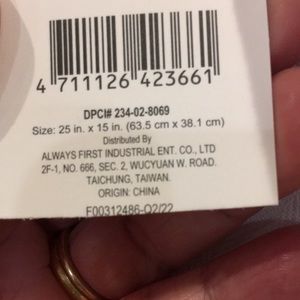 4 711126 423661
DPCI# 234-02-8069
Size: 25 in. x 15 in. (63.5 cm x 38.1 cm)
Distributed By
ALWAYS FIRST INDUSTRIAL ENT. CO., LTD
2F-1, NO. 666, SEC. 2, WUCYUAN W. ROAD.
TAICHUNG, TAIWAN.
ORIGIN: CHINA
F00312486-O2/22